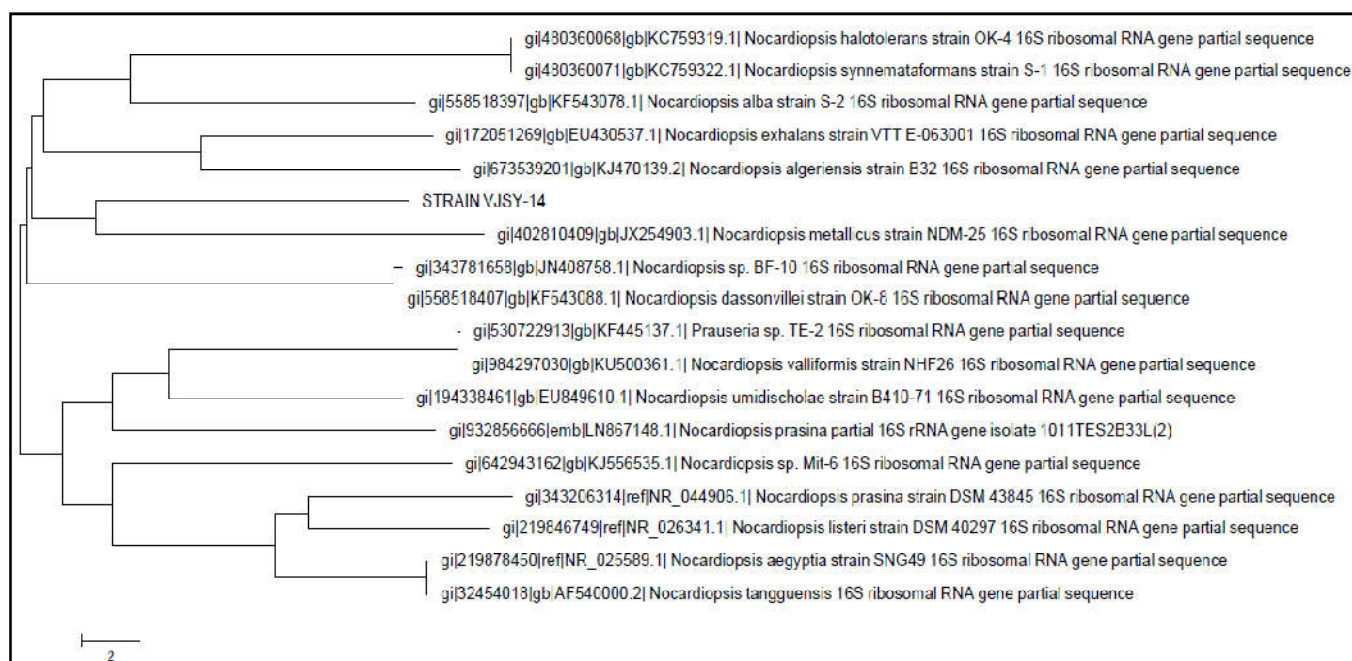 gi|480360068|gb|KC759319.1| Nocardiopsis halotolerans strain OK-4 16S ribosomal RNA gene partial sequence
gi|480360071|gb|KC759322.1| Nocardiopsis synnemataformans strain S-1 16S ribosomal RNA gene partial sequence
gi|558518397|gb|KF543078.1| Nocardiopsis alba strain S-2 16S ribosomal RNA gene partial sequence
gi|172051269|gb|EU430537.1| Nocardiopsis exhalans strain VTT E-063001 16S ribosomal RNA gene partial sequence
gi|673539201|gb|KJ470139.2| Nocardiopsis algeriensis strain B32 16S ribosomal RNA gene partial sequence
STRAIN VJSY-14
gi|402810409|gb|JX254903.1| Nocardiopsis metallicus strain NDM-25 16S ribosomal RNA gene partial sequence
gi|343781658|gb|JN408758.1| Nocardiopsis sp. BF-10 16S ribosomal RNA gene partial sequence
gi|558518407|gb|KF543088.1| Nocardiopsis dassonvillei strain OK-8 16S ribosomal RNA gene partial sequence
gi|530722913|gb|KF445137.1| Prauseria sp. TE-2 16S ribosomal RNA gene partial sequence
gi|984297030|gb|KU500361.1| Nocardiopsis valliformis strain NHF26 16S ribosomal RNA gene partial sequence
gi|194338461|gb|EU849610.1| Nocardiopsis umidischolae strain B410-71 16S ribosomal RNA gene partial sequence
gi|932856666|emb|LN867148.1| Nocardiopsis prasina partial 16S rRNA gene isolate 1011TES2B33L(2)
gi|642943162|gb|KJ556535.1| Nocardiopsis sp. Mit-6 16S ribosomal RNA gene partial sequence
gi|343206314|ref|NR_044906.1| Nocardiopsis prasina strain DSM 43845 16S ribosomal RNA gene partial sequence
gi|219846749|ref|NR_026341.1| Nocardiopsis listeri strain DSM 40297 16S ribosomal RNA gene partial sequence
gi|219878450|ref|NR_025589.1| Nocardiopsis aegyptia strain SNG49 16S ribosomal RNA gene partial sequence
gi|32454018|gb|AF540000.2| Nocardiopsis tangguensis 16S ribosomal RNA gene partial sequence
2